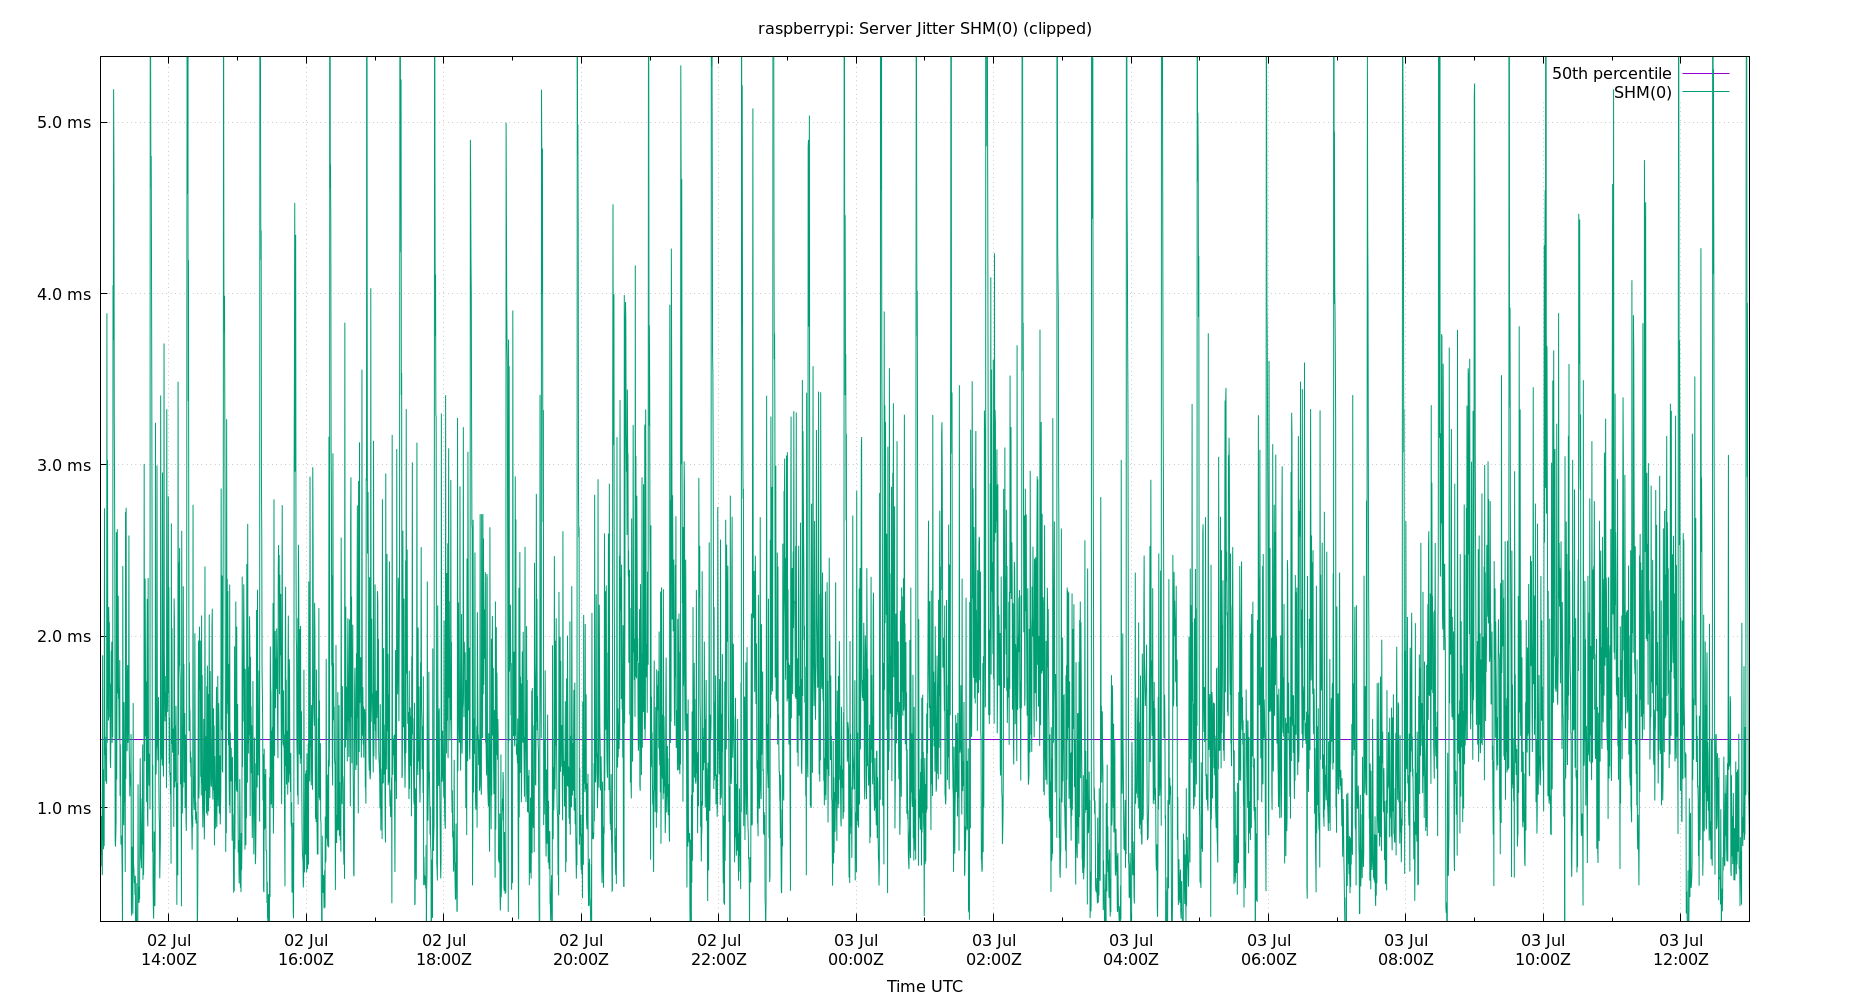 raspberrypi: Server Jitter SHM(0) (clipped)
50th percentile
SHM(0)
5.0 ms
4.0 ms
3.0 ms
2.0 ms
1.0 ms
02 Jul 02 Jul 02 Jul 02 Jul 02 Jul 03 Jul 03 Jul 03 Jul 03 Jul 03 Jul 03 Jul 03 Jul
14:00Z 16:00Z 18:00Z 20:00Z 22:00Z 00:00Z 02:00Z 04:00Z 06:00Z 08:00Z 10:00Z 12:00Z
Time UTC